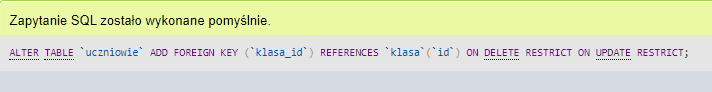 Zapytanie SQL zostało wykonane pomyślnie.
ALTER TABLE `uczniowie` ADD FOREIGN KEY (`klasa_id`) REFERENCES `klasa`(`id`) ON DELETE RESTRICT ON UPDATE RESTRICT;